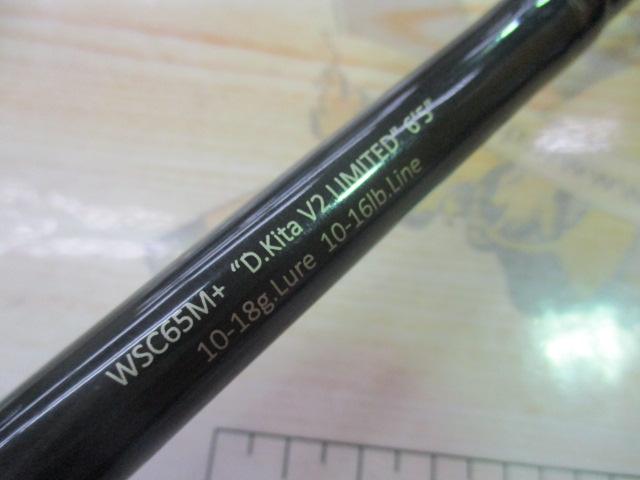 WSC65M+ “D.Kita V2 LIMITED” 6'5"
10-18g.Lure 10-16lb.Line